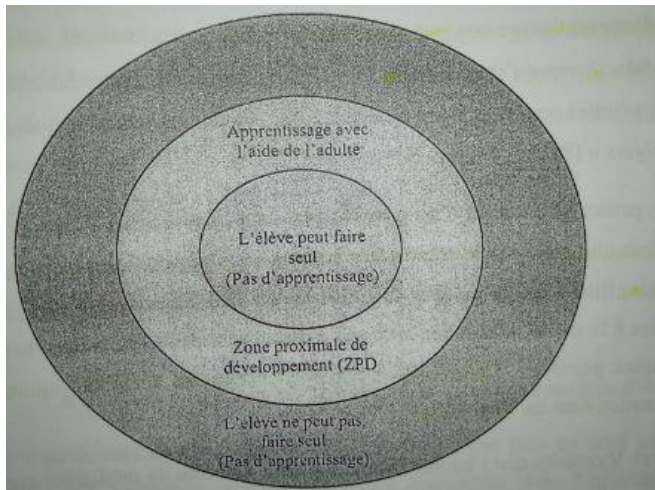 Apprentissage avec
l'aide de l'adulte
L'élève peut faire
seul
(Pas d'apprentissage)
Zone proximale de
développement (ZPD
L'élève ne peut pas
faire seul
(Pas d'apprentissage)